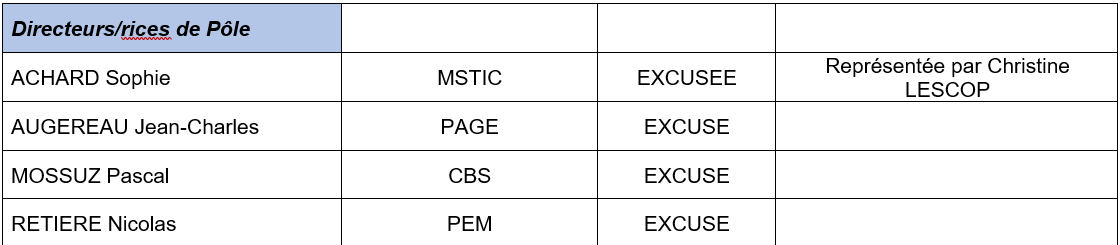 Directeurs/rices de Pôle
ACHARD Sophie MSTIC EXCUSEE Représentée par Christine
LESCOP
AUGEREAU Jean-Charles PAGE EXCUSE
MOSSUZ Pascal CBS EXCUSE
RETIERE Nicolas PEM EXCUSE